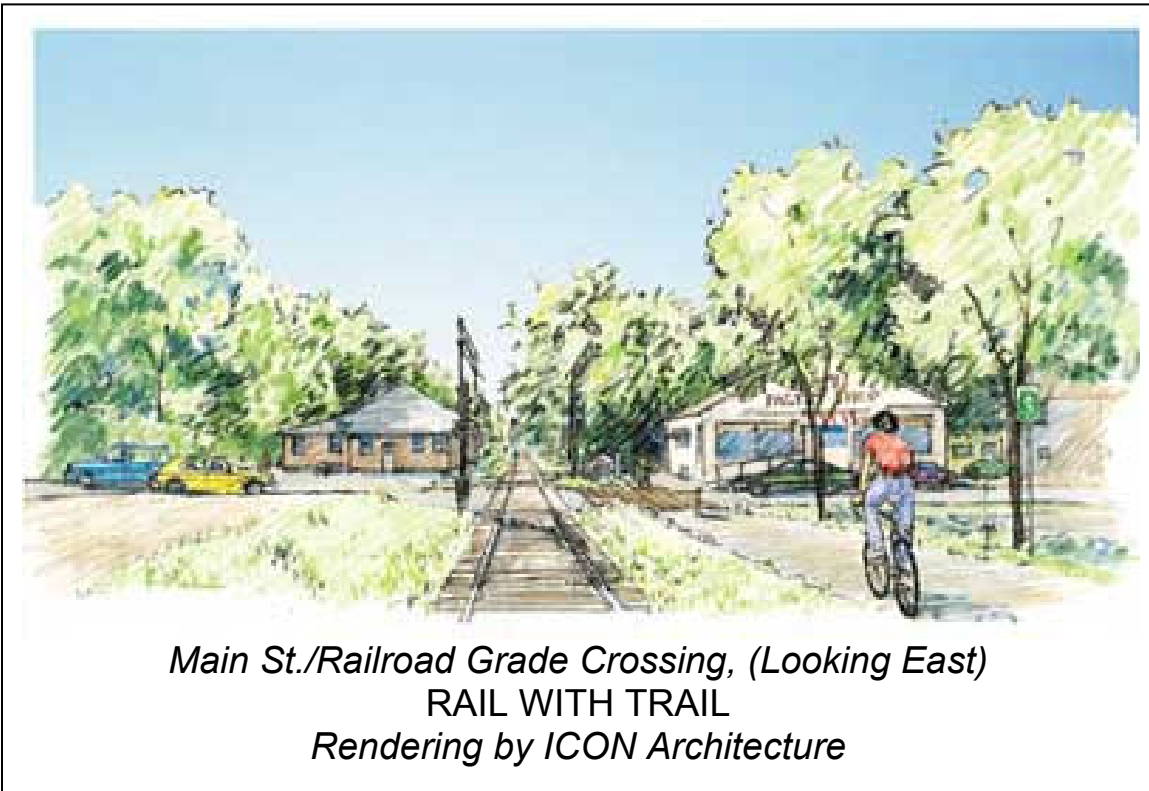 Main St./Railroad Grade Crossing, (Looking East)
RAIL WITH TRAIL
Rendering by ICON Architecture